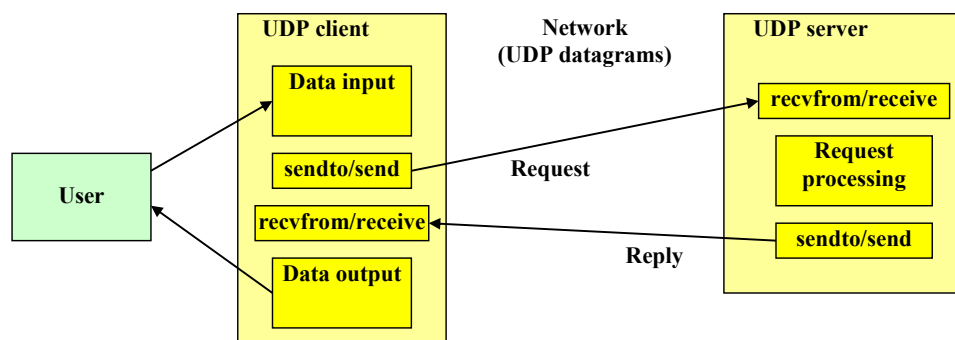 UDP client
Network
(UDP datagrams)
UDP server
Data input
recvfrom/receive
sendto/send
Request
Request
processing
User
recvfrom/receive
sendto/send
Reply
Data output